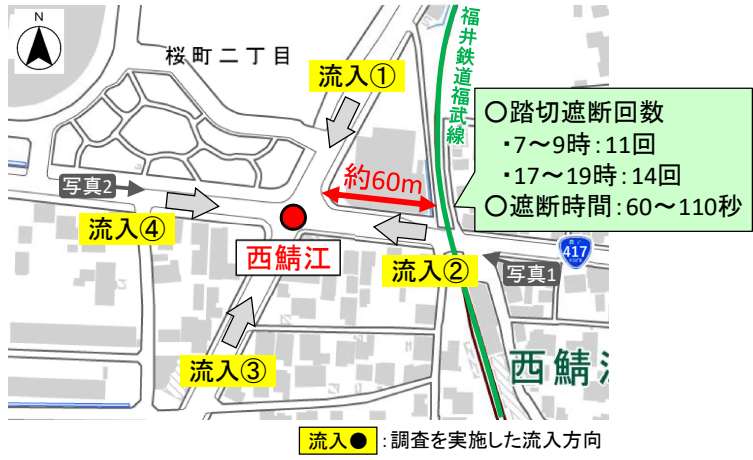 N
桜町二丁目
流入①
福井鉄道福武線
〇踏切遮断回数
・7～9時：11回
・17～19時：14回
〇遮断時間：60～110秒
約60m
写真2
流入④
西鯖江
流入②
417
写真1
流入③
西鯖
流入●：調査を実施した流入方向